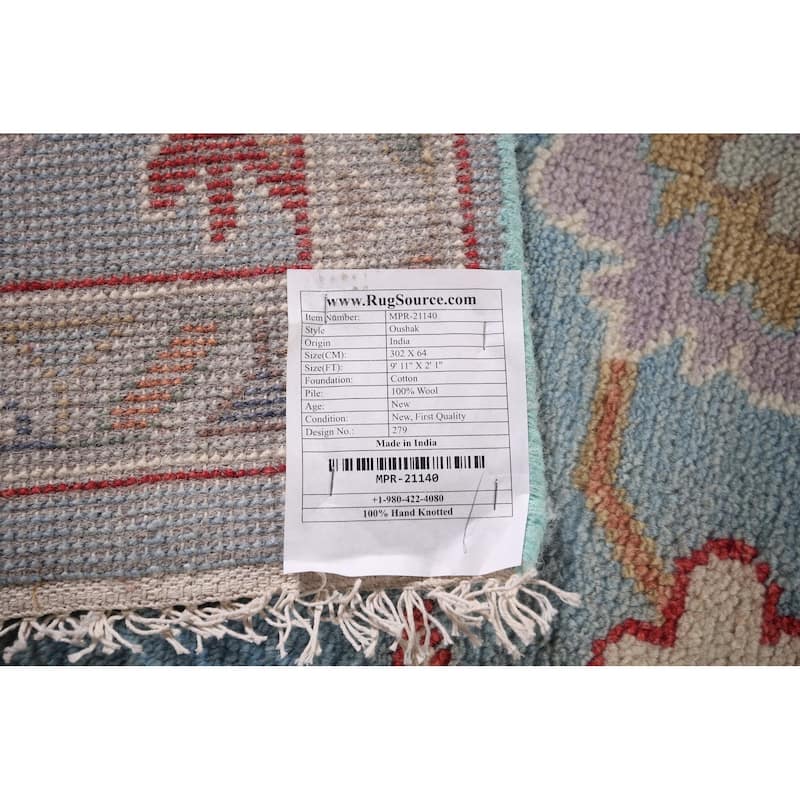 www.RugSource.com
Item Number: MPR-21140
Style Oushak
Origin India
Size(CM): 302 X 64
Size(FT): 9' 11" X 2' 1"
Foundation: Cotton
Pile: 100% Wool
Age: New
Condition: New, First Quality
Design No.: 279
Made in India
MPR-21140
+1-980-422-4080
100% Hand Knotted